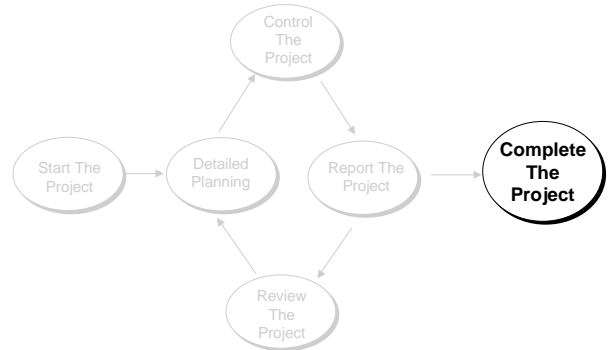 Control
The
Project
Start The
Project
Detailed
Planning
Report The
Project
Complete
The
Project
Review
The
Project